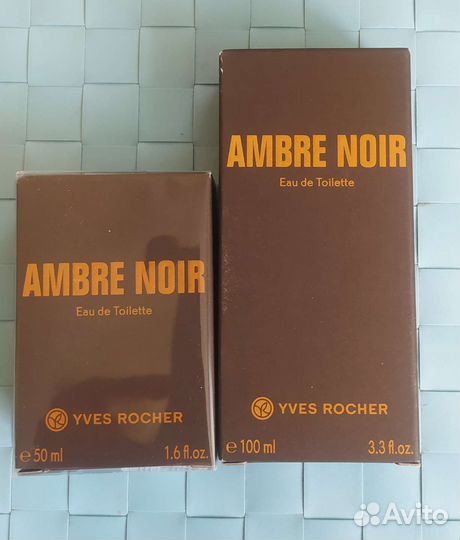 AMBRE NOIR
Eau de Toilette
YVES ROCHER
e 50 ml 1.6 fl.oz.
AMBRE NOIR
Eau de Toilette
YVES ROCHER
e 100 ml 3.3 fl.oz.
Avito